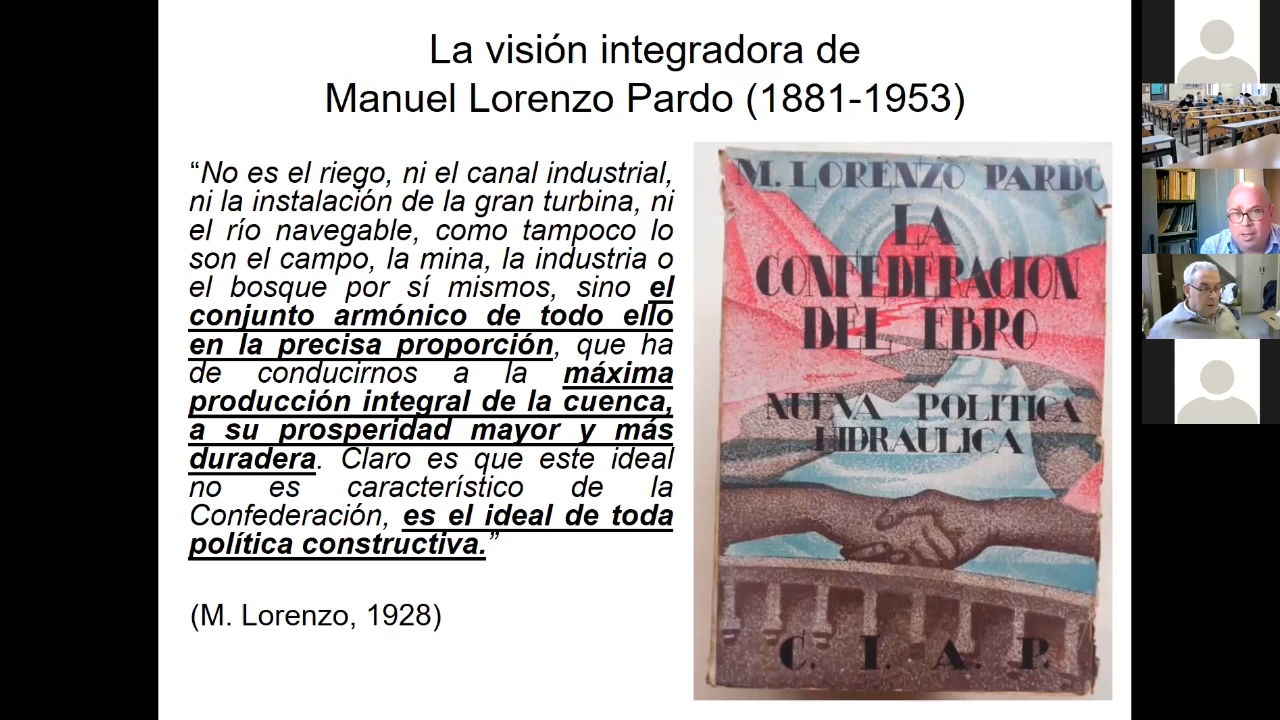 La visión integradora de
Manuel Lorenzo Pardo (1881-1953)
“No es el riego, ni el canal industrial,
ni la instalación de la gran turbina, ni
el río navegable, como tampoco lo
son el campo, la mina, la industria o
el bosque por sí mismos, sino el
conjunto armónico de todo ello
en la precisa proporción, que ha
de conducirnos a la máxima
producción integral de la cuenca,
a su prosperidad mayor y más
duradera. Claro es que este ideal
no es característico de la
Confederación, es el ideal de toda
política constructiva.”
(M. Lorenzo, 1928)
M. LORENZO PARDO
LA
CONFEDERACION
DEL EBRO
NUEVA POLITICA
HIDRAULICA
C. I. A. P.